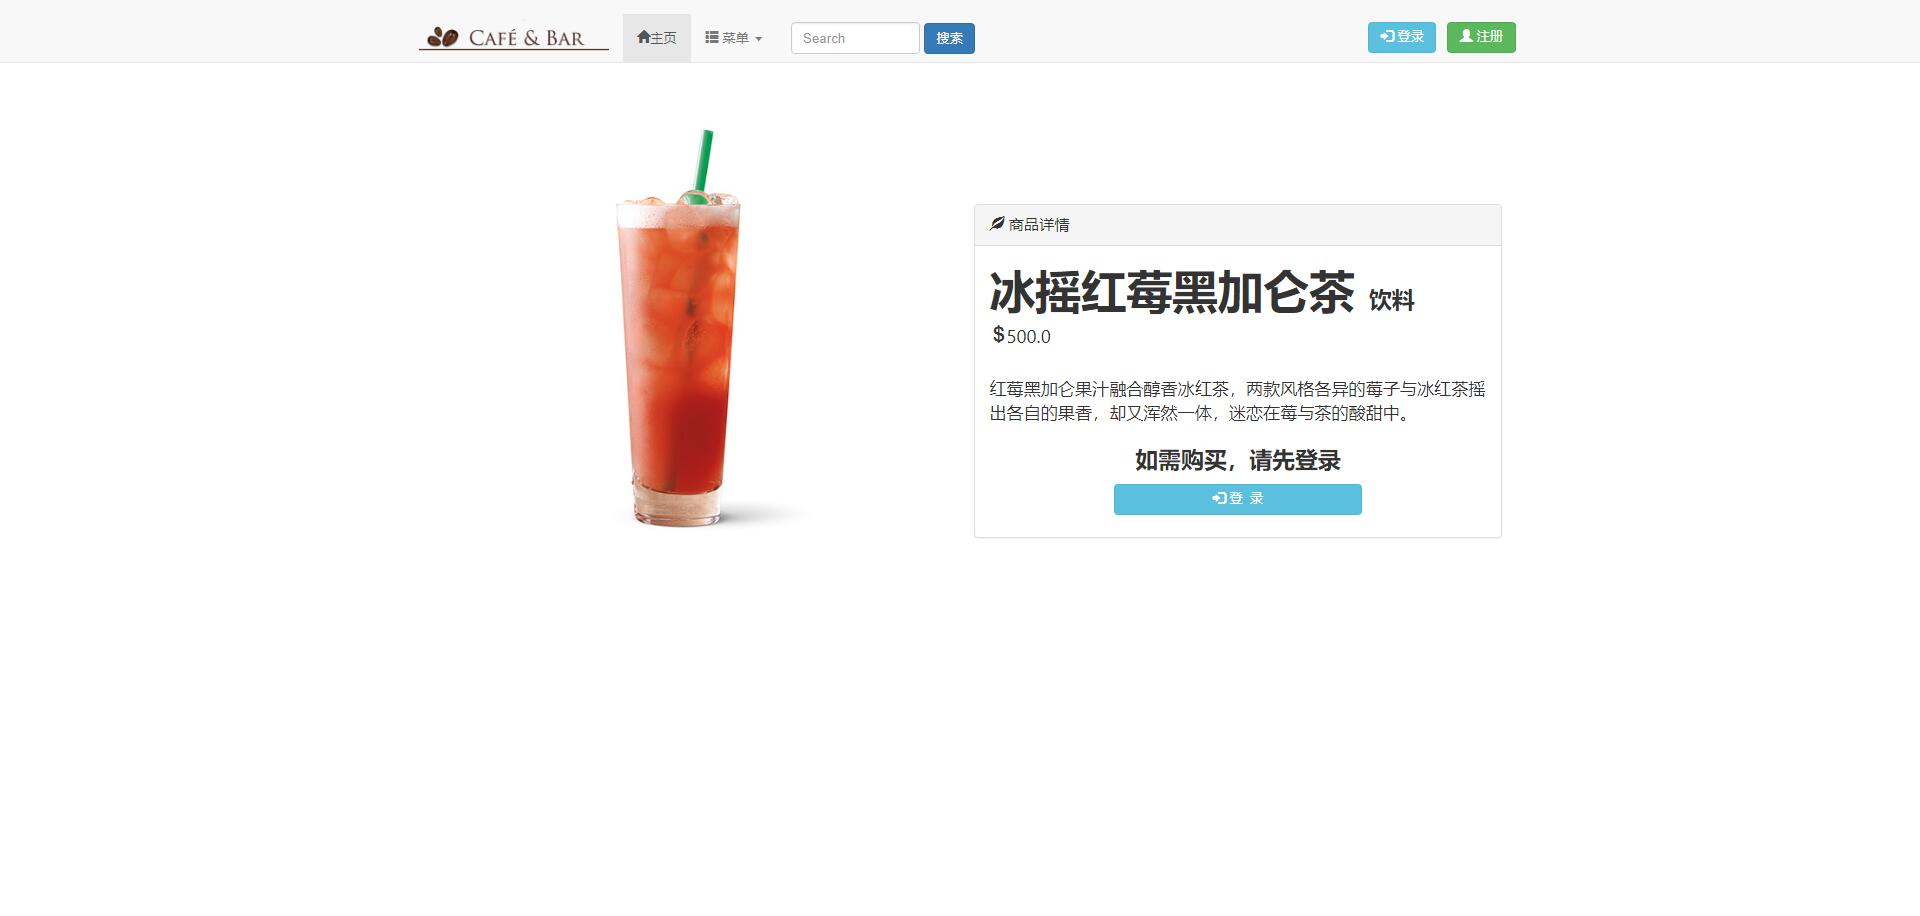 CAFÉ & BAR
主页
菜单
Search
搜索
登录
注册
商品详情
冰摇红莓黑加仑茶 饮料
$500.0
红莓黑加仑果汁融合醇香冰红茶，两款风格各异的莓子与冰红茶摇
出各自的果香，却又浑然一体，迷恋在莓与茶的酸甜中。
如需购买，请先登录
登 录